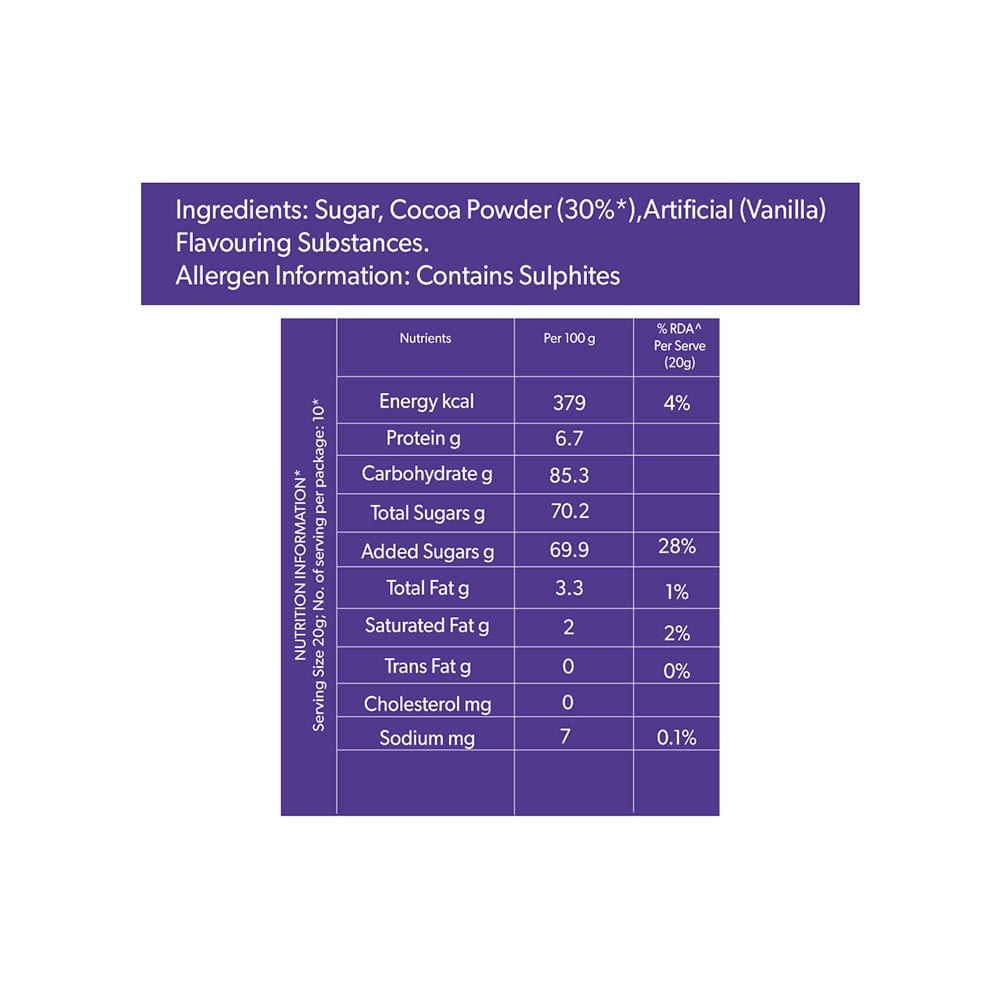 Ingredients: Sugar, Cocoa Powder (30%*),Artificial (Vanilla)
Flavouring Substances.
Allergen Information: Contains Sulphites
NUTRITION INFORMATION*
Serving Size 20g; No. of serving per package: 10*
Nutrients Per 100 g % RDA^ Per Serve (20g)
Energy kcal 379 4%
Protein g 6.7
Carbohydrate g 85.3
Total Sugars g 70.2
Added Sugars g 69.9 28%
Total Fat g 3.3 1%
Saturated Fat g 2 2%
Trans Fat g 0 0%
Cholesterol mg 0
Sodium mg 7 0.1%